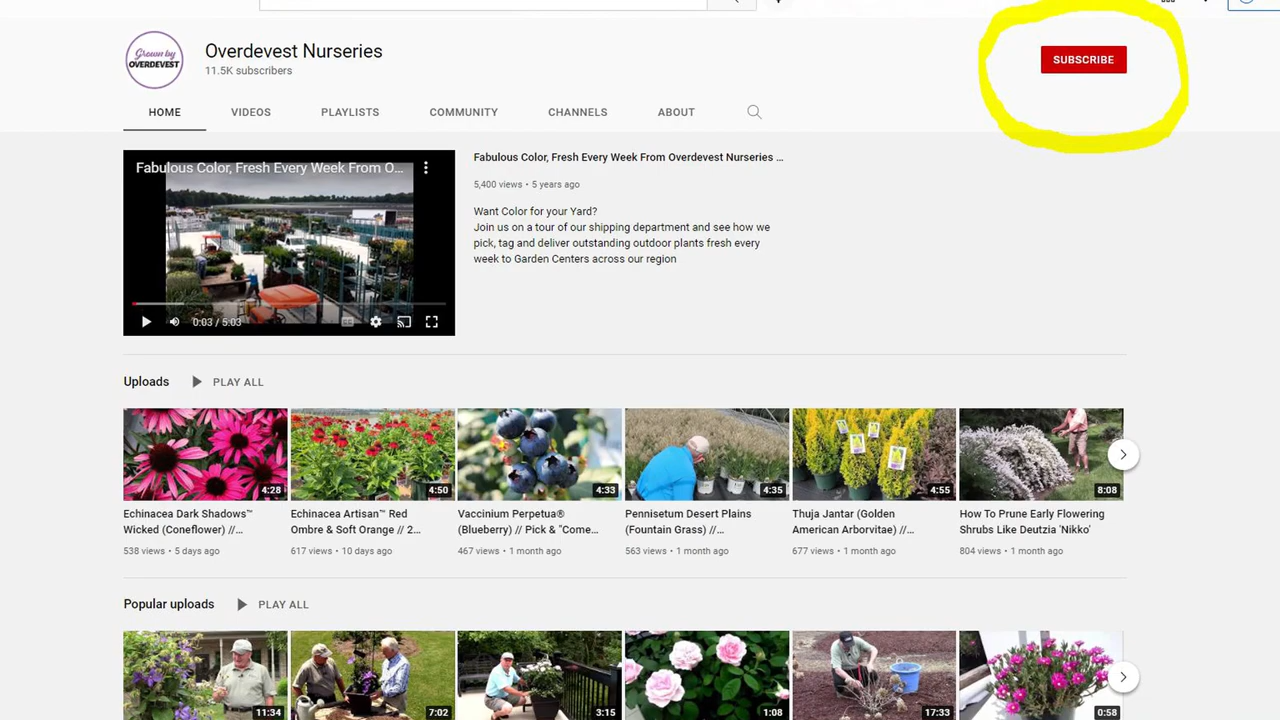 Grown by
OVERDEVEST
Overdevest Nurseries
11.5K subscribers
SUBSCRIBE
HOME VIDEOS PLAYLISTS COMMUNITY CHANNELS ABOUT
Fabulous Color, Fresh Every Week From O...
0:03 / 5:03
Fabulous Color, Fresh Every Week From Overdevest Nurseries ...
5,400 views • 5 years ago
Want Color for your Yard?
Join us on a tour of our shipping department and see how we
pick, tag and deliver outstanding outdoor plants fresh every
week to Garden Centers across our region
Uploads PLAY ALL
4:28
4:50
4:33
4:35
4:55
8:08
Echinacea Dark Shadows™
Wicked (Coneflower) //...
538 views • 5 days ago
Echinacea Artisan™ Red
Ombre & Soft Orange // 2...
617 views • 10 days ago
Vaccinium Perpetua®
(Blueberry) // Pick & "Come...
467 views • 1 month ago
Pennisetum Desert Plains
(Fountain Grass) //...
563 views • 1 month ago
Thuja Jantar (Golden
American Arborvitae) //...
677 views • 1 month ago
How To Prune Early Flowering
Shrubs Like Deutzia 'Nikko'
804 views • 1 month ago
Popular uploads PLAY ALL
11:34
7:02
3:15
1:08
17:33
0:58